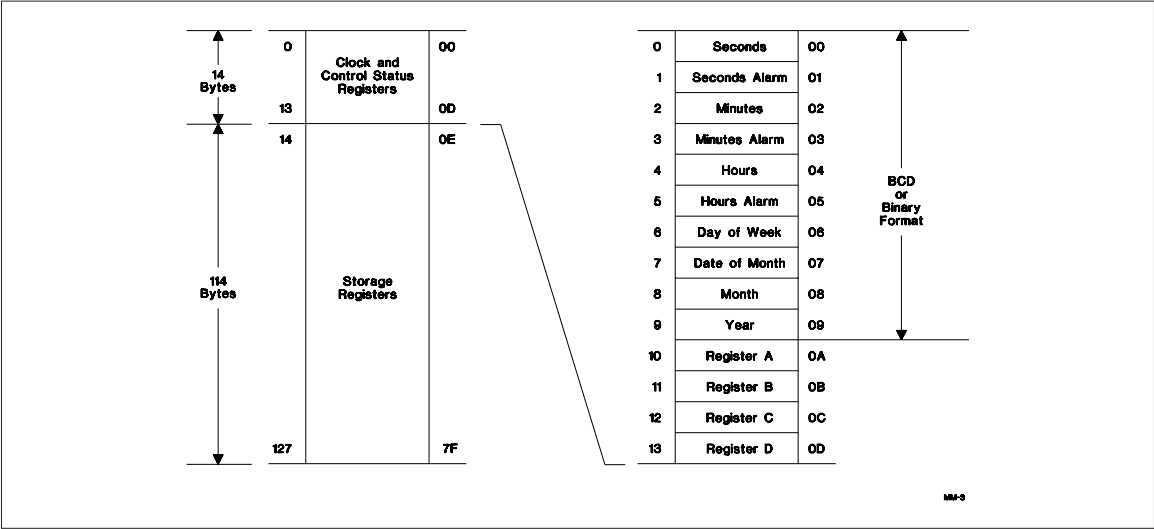 0 00
Clock and
Control Status
Registers
13 0D
14
Bytes
14 0E
114
Bytes
Storage
Registers
127 7F
0 Seconds 00
1 Seconds Alarm 01
2 Minutes 02
3 Minutes Alarm 03
4 Hours 04
5 Hours Alarm 05
6 Day of Week 06
7 Date of Month 07
8 Month 08
9 Year 09
10 Register A 0A
11 Register B 0B
12 Register C 0C
13 Register D 0D
BCD
or
Binary
Format
MM-3